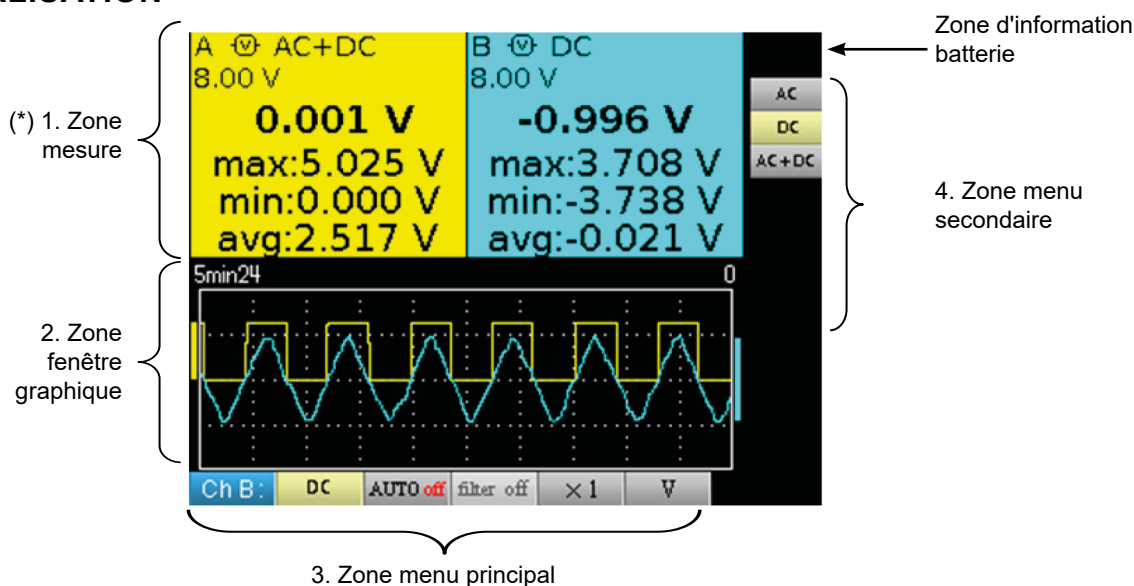 Zone d'information
batterie
A V AC+DC
8.00 V
0.001 V
max:5.025 V
min:0.000 V
avg:2.517 V
B V DC
8.00 V
-0.996 V
max:3.708 V
min:-3.738 V
avg:-0.021 V
AC
DC
AC+DC
(*) 1. Zone
mesure
4. Zone menu
secondaire
5min24
0
2. Zone
fenêtre
graphique
Ch B:
DC
AUTO off
filter off
×1
V
3. Zone menu principal